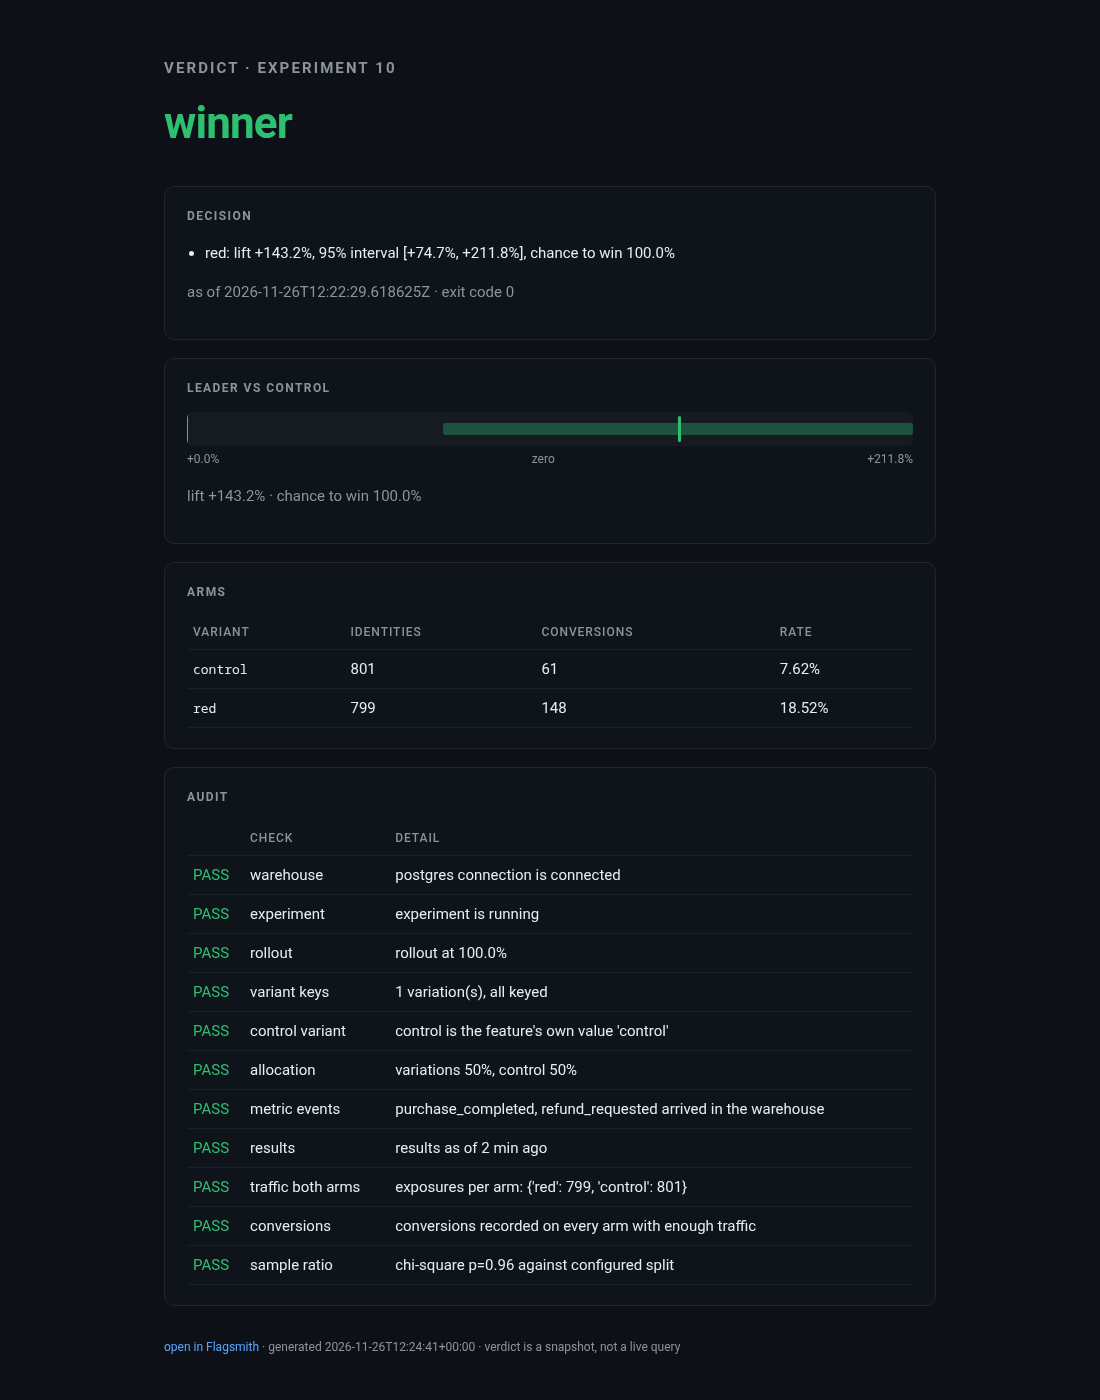 VERDICT · EXPERIMENT 10
winner
DECISION
• red: lift +143.2%, 95% interval [+74.7%, +211.8%], chance to win 100.0%
as of 2026-11-26T12:22:29.618625Z · exit code 0
LEADER VS CONTROL
+0.0% zero +211.8%
lift +143.2% · chance to win 100.0%
ARMS
VARIANT IDENTITIES CONVERSIONS RATE
control 801 61 7.62%
red 799 148 18.52%
AUDIT
CHECK DETAIL
PASS warehouse postgres connection is connected
PASS experiment experiment is running
PASS rollout rollout at 100.0%
PASS variant keys 1 variation(s), all keyed
PASS control variant control is the feature's own value 'control'
PASS allocation variations 50%, control 50%
PASS metric events purchase_completed, refund_requested arrived in the warehouse
PASS results results as of 2 min ago
PASS traffic both arms exposures per arm: {'red': 799, 'control': 801}
PASS conversions conversions recorded on every arm with enough traffic
PASS sample ratio chi-square p=0.96 against configured split
open in Flagsmith · generated 2026-11-26T12:24:41+00:00 · verdict is a snapshot, not a live query